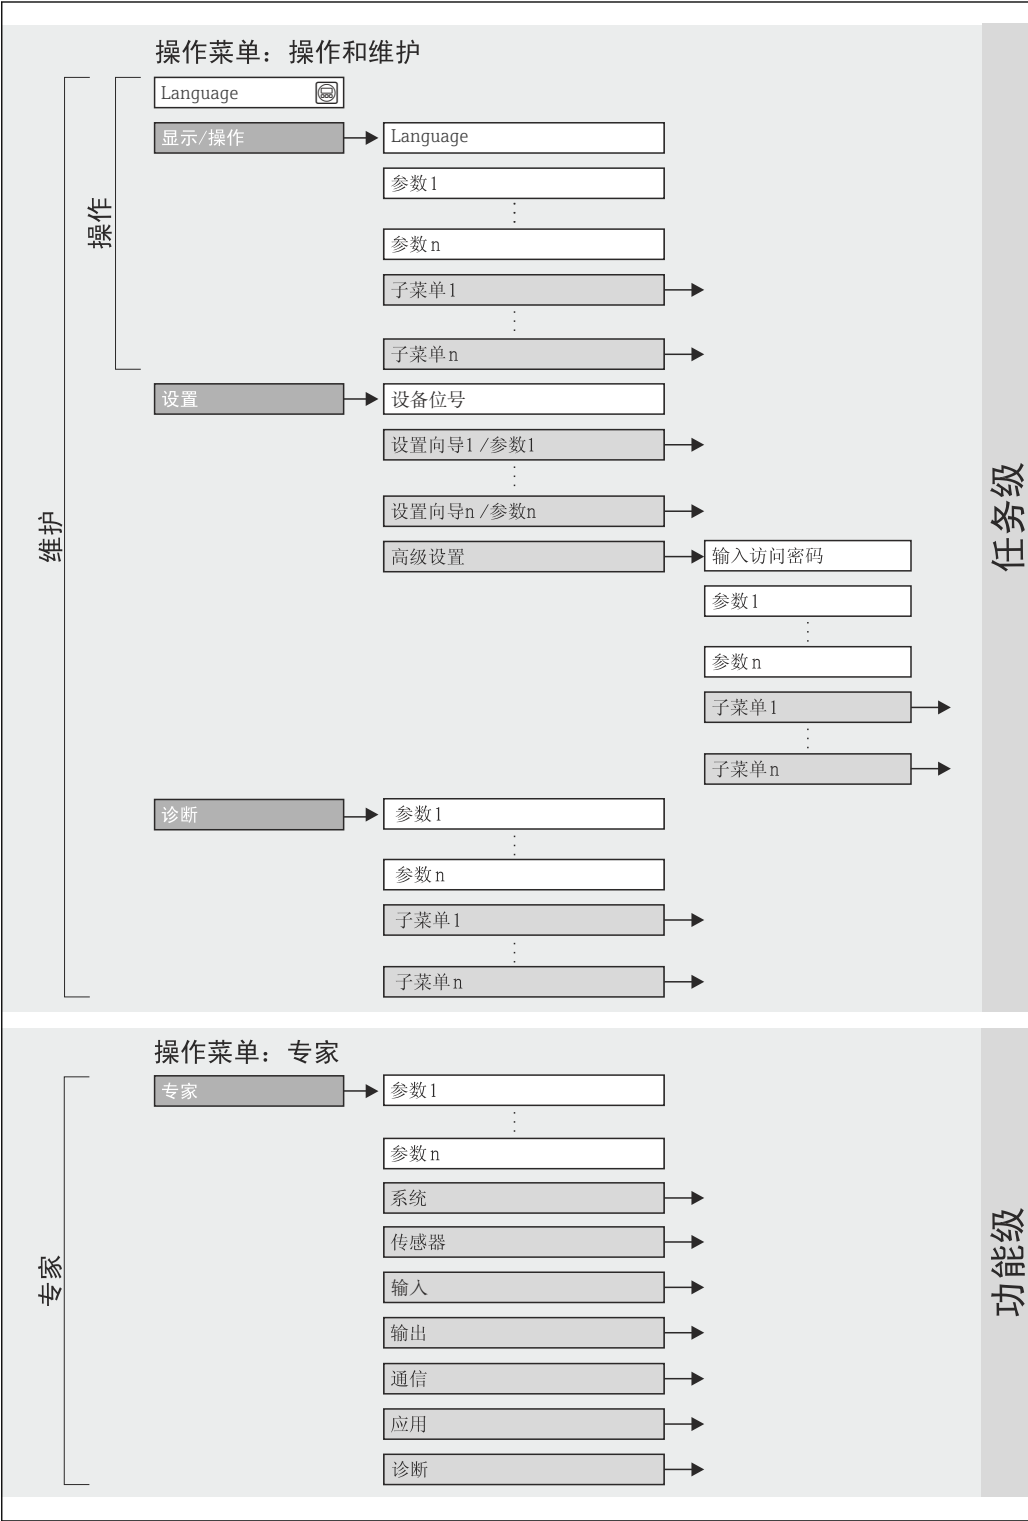 操作菜单：操作和维护
Language
显示/操作
Language
参数1
参数n
子菜单1
子菜单n
操作
设置
设备位号
设置向导1 /参数1
设置向导n /参数n
高级设置
输入访问密码
参数1
参数n
子菜单1
子菜单n
维护
任务级
诊断
参数1
参数n
子菜单1
子菜单n
操作菜单：专家
专家
参数1
参数n
系统
传感器
输入
输出
通信
应用
诊断
专家
功能级